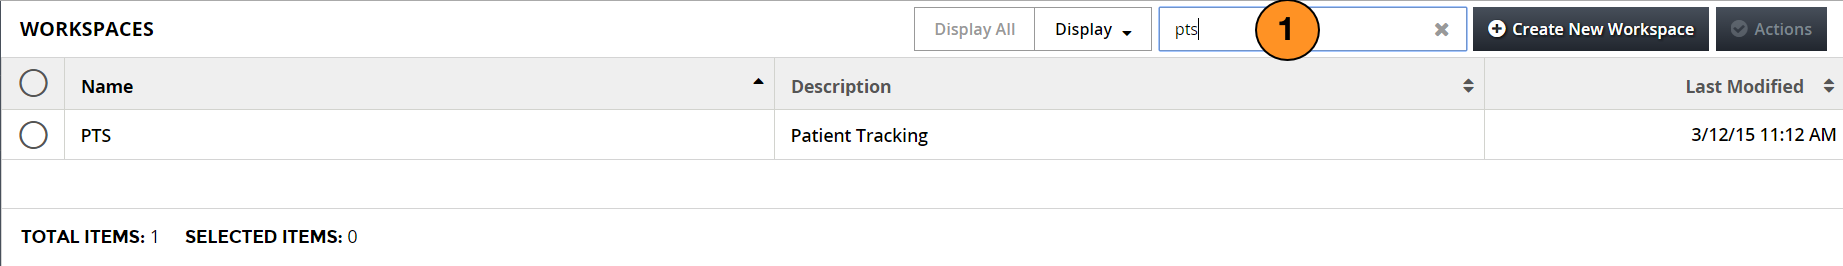 WORKSPACES Display All Display pts 1 Create New Workspace Actions
Name Description Last Modified
PTS Patient Tracking 3/12/15 11:12 AM
TOTAL ITEMS: 1 SELECTED ITEMS: 0